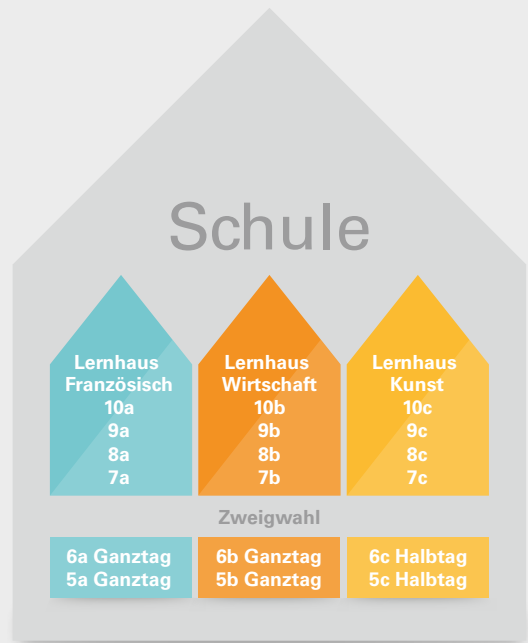 Schule
Lernhaus
Französisch
10a
9a
8a
7a
Lernhaus
Wirtschaft
10b
9b
8b
7b
Lernhaus
Kunst
10c
9c
8c
7c
Zweigwahl
6a Ganztag
5a Ganztag
6b Ganztag
5b Ganztag
6c Halbtag
5c Halbtag